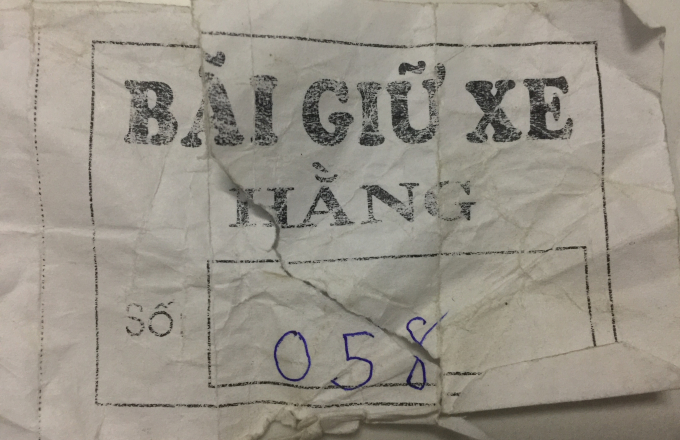 BÃI GIỮ XE
HẰNG
SỐ 058